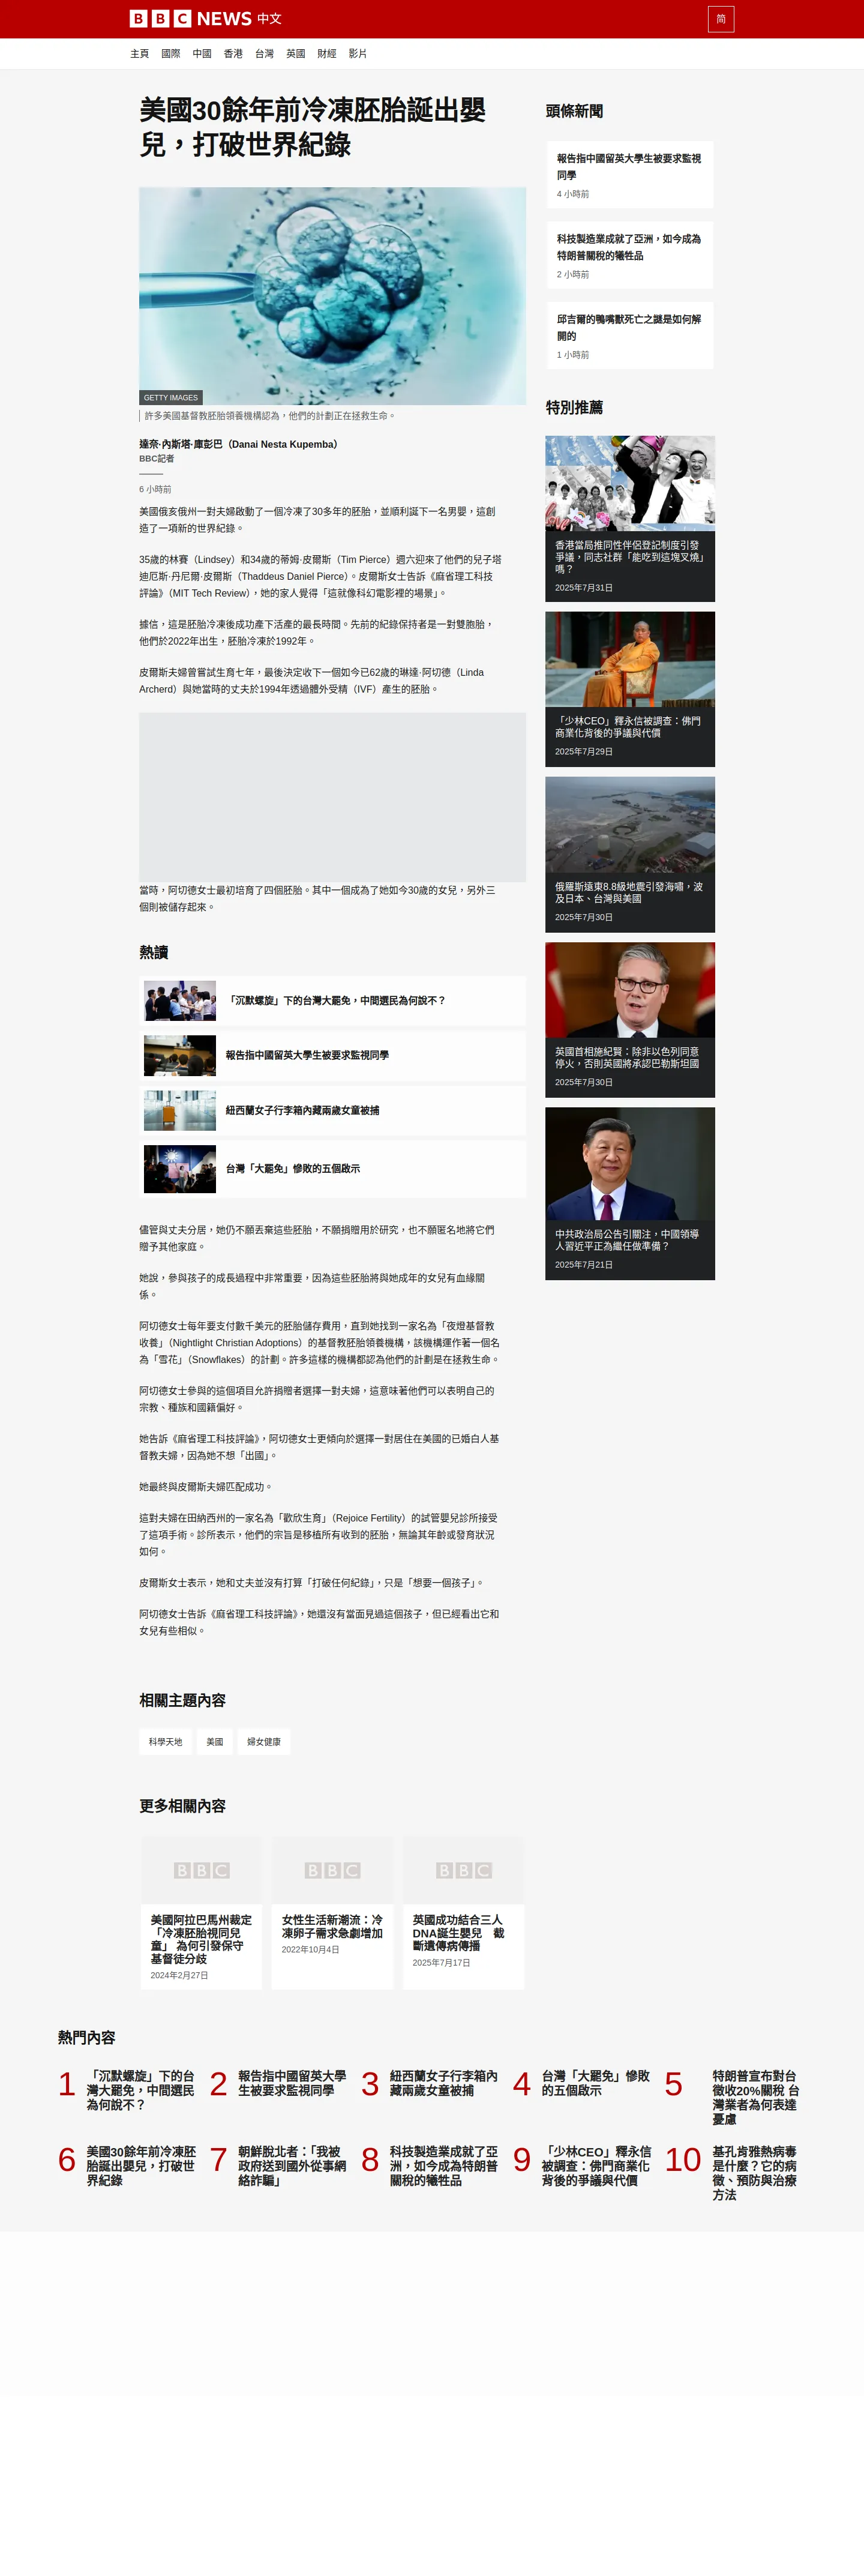 BBC NEWS 中文
简
主頁 國際 中國 香港 台灣 英國 財經 影片
美國30餘年前冷凍胚胎誕出嬰
兒，打破世界紀錄
GETTY IMAGES
許多美國基督教胚胎領養機構認為，他們的計劃正在拯救生命。
達奈·內斯塔·庫彭巴（Danai Nesta Kupemba）
BBC記者
6 小時前
美國俄亥俄州一對夫婦啟動了一個冷凍了30多年的胚胎，並順利誕下一名男嬰，這創
造了一項新的世界紀錄。
35歲的林賽（Lindsey）和34歲的蒂姆·皮爾斯（Tim Pierce）週六迎來了他們的兒子塔
迪厄斯·丹尼爾·皮爾斯（Thaddeus Daniel Pierce）。皮爾斯女士告訴《麻省理工科技
評論》（MIT Tech Review），她的家人覺得「這就像科幻電影裡的場景」。
據信，這是胚胎冷凍後成功產下活產的最長時間。先前的紀錄保持者是一對雙胞胎，
他們於2022年出生，胚胎冷凍於1992年。
皮爾斯夫婦曾嘗試生育七年，最後決定收下一個如今已62歲的琳達·阿切德（Linda
Archerd）與她當時的丈夫於1994年透過體外受精（IVF）產生的胚胎。
當時，阿切德女士最初培育了四個胚胎。其中一個成為了她如今30歲的女兒，另外三
個則被儲存起來。
熱讀
「沉默螺旋」下的台灣大罷免，中間選民為何說不？
報告指中國留英大學生被要求監視同學
紐西蘭女子行李箱內藏兩歲女童被捕
台灣「大罷免」慘敗的五個啟示
儘管與丈夫分居，她仍不願丟棄這些胚胎，不願捐贈用於研究，也不願匿名地將它們
贈予其他家庭。
她說，參與孩子的成長過程中非常重要，因為這些胚胎將與她成年的女兒有血緣關
係。
阿切德女士每年要支付數千美元的胚胎儲存費用，直到她找到一家名為「夜燈基督教
收養」（Nightlight Christian Adoptions）的基督教胚胎領養機構，該機構運作著一個名
為「雪花」（Snowflakes）的計劃。許多這樣的機構都認為他們的計劃是在拯救生命。
阿切德女士參與的這個項目允許捐贈者選擇一對夫婦，這意味著他們可以表明自己的
宗教、種族和國籍偏好。
她告訴《麻省理工科技評論》，阿切德女士更傾向於選擇一對居住在美國的已婚白人基
督教夫婦，因為她不想「出國」。
她最終與皮爾斯夫婦匹配成功。
這對夫婦在田納西州的一家名為「歡欣生育」（Rejoice Fertility）的試管嬰兒診所接受
了這項手術。診所表示，他們的宗旨是移植所有收到的胚胎，無論其年齡或發育狀況
如何。
皮爾斯女士表示，她和丈夫並沒有打算「打破任何紀錄」，只是「想要一個孩子」。
阿切德女士告訴《麻省理工科技評論》，她還沒有當面見過這個孩子，但已經看出它和
女兒有些相似。
相關主題內容
科學天地 美國 婦女健康
更多相關內容
BBC BBC BBC
美國阿拉巴馬州裁定
「冷凍胚胎視同兒
童」 為何引發保守
基督徒分歧
2024年2月27日
女性生活新潮流：冷
凍卵子需求急劇增加
2022年10月4日
英國成功結合三人
DNA誕生嬰兒　截
斷遺傳病傳播
2025年7月17日
頭條新聞
報告指中國留英大學生被要求監視
同學
4 小時前
科技製造業成就了亞洲，如今成為
特朗普關稅的犧牲品
2 小時前
邱吉爾的鴨嘴獸死亡之謎是如何解
開的
1 小時前
特別推薦
香港當局推同性伴侶登記制度引發
爭議，同志社群「能吃到這塊叉燒」
嗎？
2025年7月31日
「少林CEO」釋永信被調查：佛門
商業化背後的爭議與代價
2025年7月29日
俄羅斯遠東8.8級地震引發海嘯，波
及日本、台灣與美國
2025年7月30日
英國首相施紀賢：除非以色列同意
停火，否則英國將承認巴勒斯坦國
2025年7月30日
中共政治局公告引關注，中國領導
人習近平正為繼任做準備？
2025年7月21日
熱門內容
1
「沉默螺旋」下的台
灣大罷免，中間選民
為何說不？
2
報告指中國留英大學
生被要求監視同學
3
紐西蘭女子行李箱內
藏兩歲女童被捕
4
台灣「大罷免」慘敗
的五個啟示
5
特朗普宣布對台
徵收20%關稅 台
灣業者為何表達
憂慮
6
美國30餘年前冷凍胚
胎誕出嬰兒，打破世
界紀錄
7
朝鮮脫北者：「我被
政府送到國外從事網
絡詐騙」
8
科技製造業成就了亞
洲，如今成為特朗普
關稅的犧牲品
9
「少林CEO」釋永信
被調查：佛門商業化
背後的爭議與代價
10
基孔肯雅熱病毒
是什麼？它的病
徵、預防與治療
方法